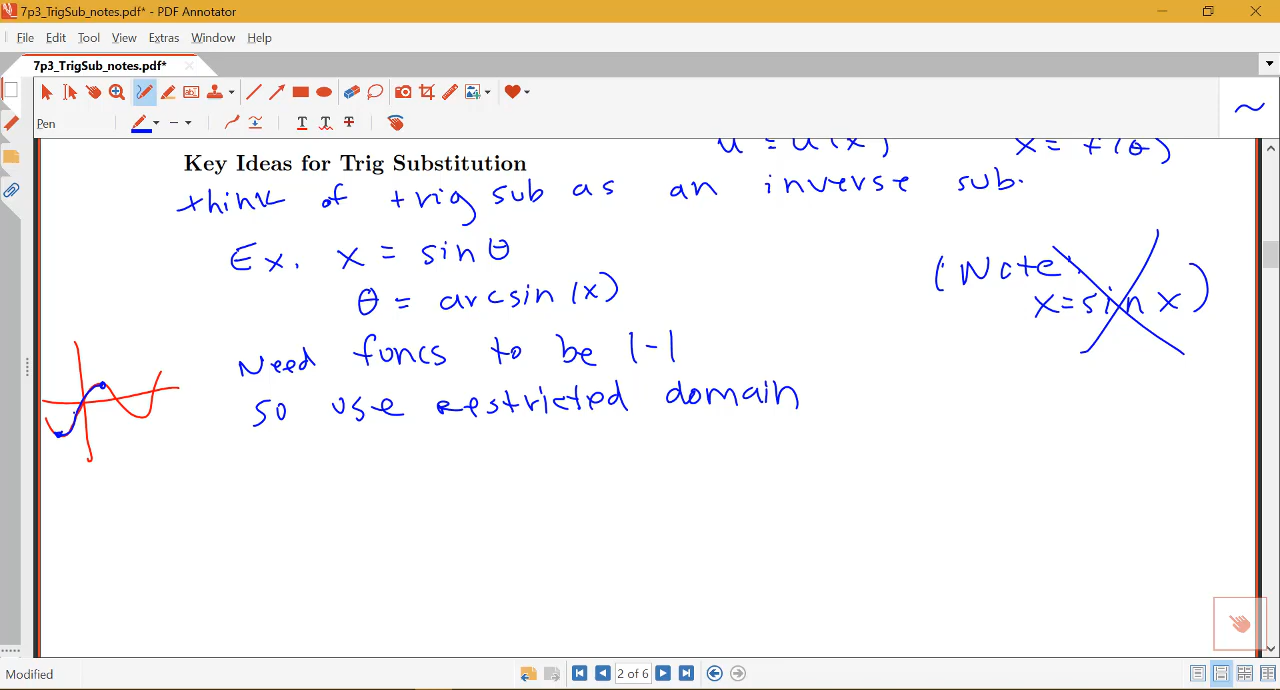 7p3_TrigSub_notes.pdf* - PDF Annotator
File Edit Tool View Extras Window Help
7p3_TrigSub_notes.pdf*
Pen
u = u(x) x = f(θ)
Key Ideas for Trig Substitution
think of trig sub as an inverse sub.
Ex. x = sin θ
(Note:
θ = arcsin(x)
x = sin x)
Need funcs to be 1-1
so use restricted domain
Modified
2 of 6